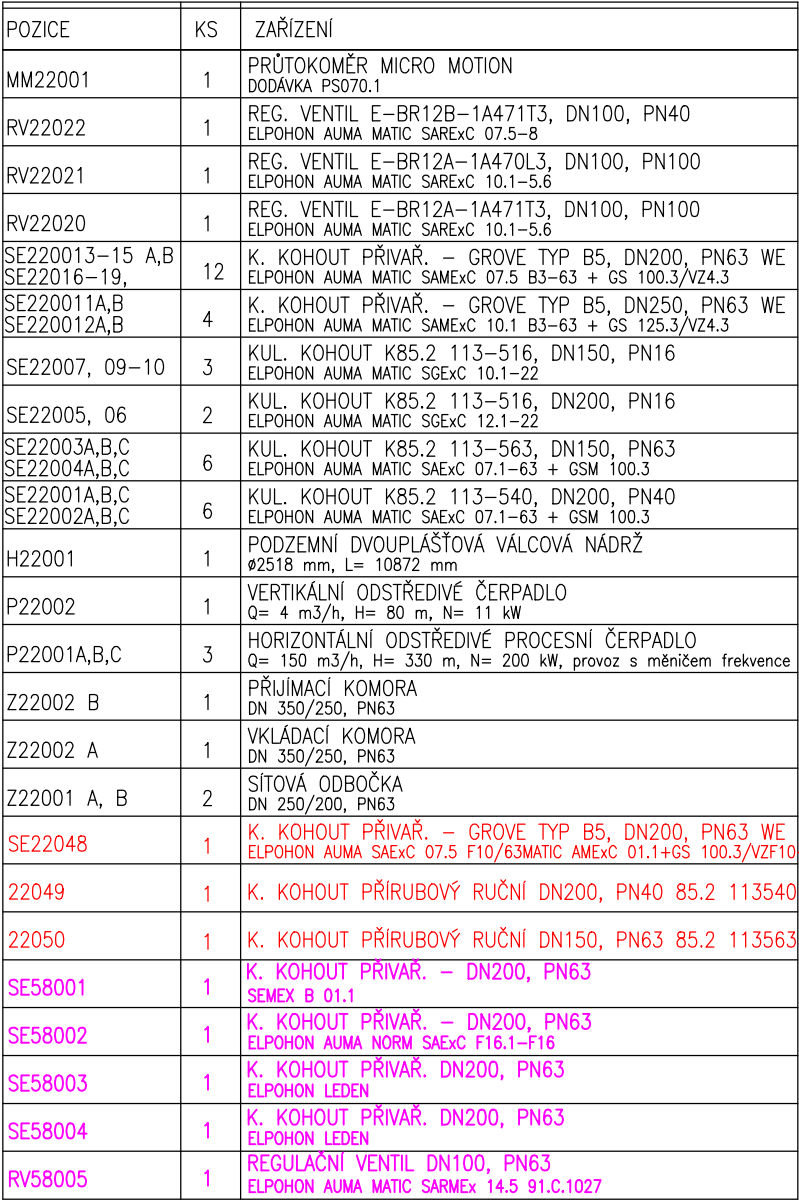 POZICE KS ZAŘÍZENÍ
MM22001 1 PRŮTOKOMĚR MICRO MOTION
DODÁVKA PS070.1
RV22022 1 REG. VENTIL E-BR12B-1A471T3, DN100, PN40
ELPOHON AUMA MATIC SARExC 07.5-8
RV22021 1 REG. VENTIL E-BR12A-1A470L3, DN100, PN100
ELPOHON AUMA MATIC SARExC 10.1-5.6
RV22020 1 REG. VENTIL E-BR12A-1A471T3, DN100, PN100
ELPOHON AUMA MATIC SARExC 10.1-5.6
SE220013-15 A,B
SE22016-19,
12
K. KOHOUT PŘIVAŘ. - GROVE TYP B5, DN200, PN63 WE
ELPOHON AUMA MATIC SAMExC 07.5 B3-63 + GS 100.3/VZ4.3
SE220011A,B
SE220012A,B
4
K. KOHOUT PŘIVAŘ. - GROVE TYP B5, DN250, PN63 WE
ELPOHON AUMA MATIC SAMExC 10.1 B3-63 + GS 125.3/VZ4.3
SE22007, 09-10 3 KUL. KOHOUT K85.2 113-516, DN150, PN16
ELPOHON AUMA MATIC SGExC 10.1-22
SE22005, 06 2 KUL. KOHOUT K85.2 113-516, DN200, PN16
ELPOHON AUMA MATIC SGExC 12.1-22
SE22003A,B,C
SE22004A,B,C
6
KUL. KOHOUT K85.2 113-563, DN150, PN63
ELPOHON AUMA MATIC SAExC 07.1-63 + GSM 100.3
SE22001A,B,C
SE22002A,B,C
6
KUL. KOHOUT K85.2 113-540, DN200, PN40
ELPOHON AUMA MATIC SAExC 07.1-63 + GSM 100.3
H22001 1 PODZEMNÍ DVOUPLÁŠŤOVÁ VÁLCOVÁ NÁDRŽ
ø2518 mm, L= 10872 mm
P22002 1 VERTIKÁLNÍ ODSTŘEDIVÉ ČERPADLO
Q= 4 m3/h, H= 80 m, N= 11 kW
P22001A,B,C 3 HORIZONTÁLNÍ ODSTŘEDIVÉ PROCESNÍ ČERPADLO
Q= 150 m3/h, H= 330 m, N= 200 kW, provoz s měničem frekvence
Z22002 B 1 PŘIJÍMACÍ KOMORA
DN 350/250, PN63
Z22002 A 1 VKLÁDACÍ KOMORA
DN 350/250, PN63
Z22001 A, B 2 SÍTOVÁ ODBOČKA
DN 250/200, PN63
SE22048 1 K. KOHOUT PŘIVAŘ. - GROVE TYP B5, DN200, PN63 WE
ELPOHON AUMA SAExC 07.5 F10/63MATIC AMExC 01.1+GS 100.3/VZF10
22049 1 K. KOHOUT PŘÍRUBOVÝ RUČNÍ DN200, PN40 85.2 113540
22050 1 K. KOHOUT PŘÍRUBOVÝ RUČNÍ DN150, PN63 85.2 113563
SE58001 1 K. KOHOUT PŘIVAŘ. - DN200, PN63
SEMEX B 01.1
SE58002 1 K. KOHOUT PŘIVAŘ. - DN200, PN63
ELPOHON AUMA NORM SAExC F16.1-F16
SE58003 1 K. KOHOUT PŘIVAŘ. DN200, PN63
ELPOHON LEDEN
SE58004 1 K. KOHOUT PŘIVAŘ. DN200, PN63
ELPOHON LEDEN
RV58005 1 REGULAČNÍ VENTIL DN100, PN63
ELPOHON AUMA MATIC SARMEx 14.5 91.C.1027